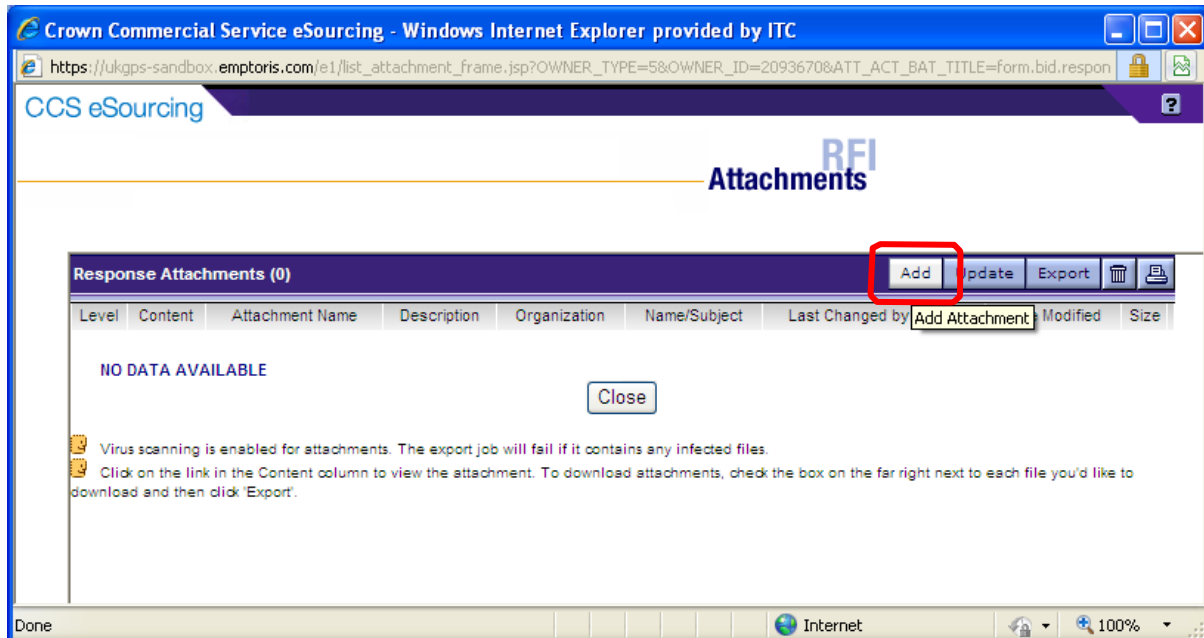 Crown Commercial Service eSourcing - Windows Internet Explorer provided by ITC
https://ukgps-sandbox.emptoris.com/e1/list_attachment_frame.jsp?OWNER_TYPE=5&OWNER_ID=2093670&ATT_ACT_BAT_TITLE=form.bid.respon
CCS eSourcing
?
RFI
Attachments
Response Attachments (0) Add Update Export
Level Content Attachment Name Description Organization Name/Subject Last Changed by Modified Size
Add Attachment
NO DATA AVAILABLE
Close
Virus scanning is enabled for attachments. The export job will fail if it contains any infected files.
Click on the link in the Content column to view the attachment. To download attachments, check the box on the far right next to each file you'd like to
download and then click 'Export'.
Done Internet 100%